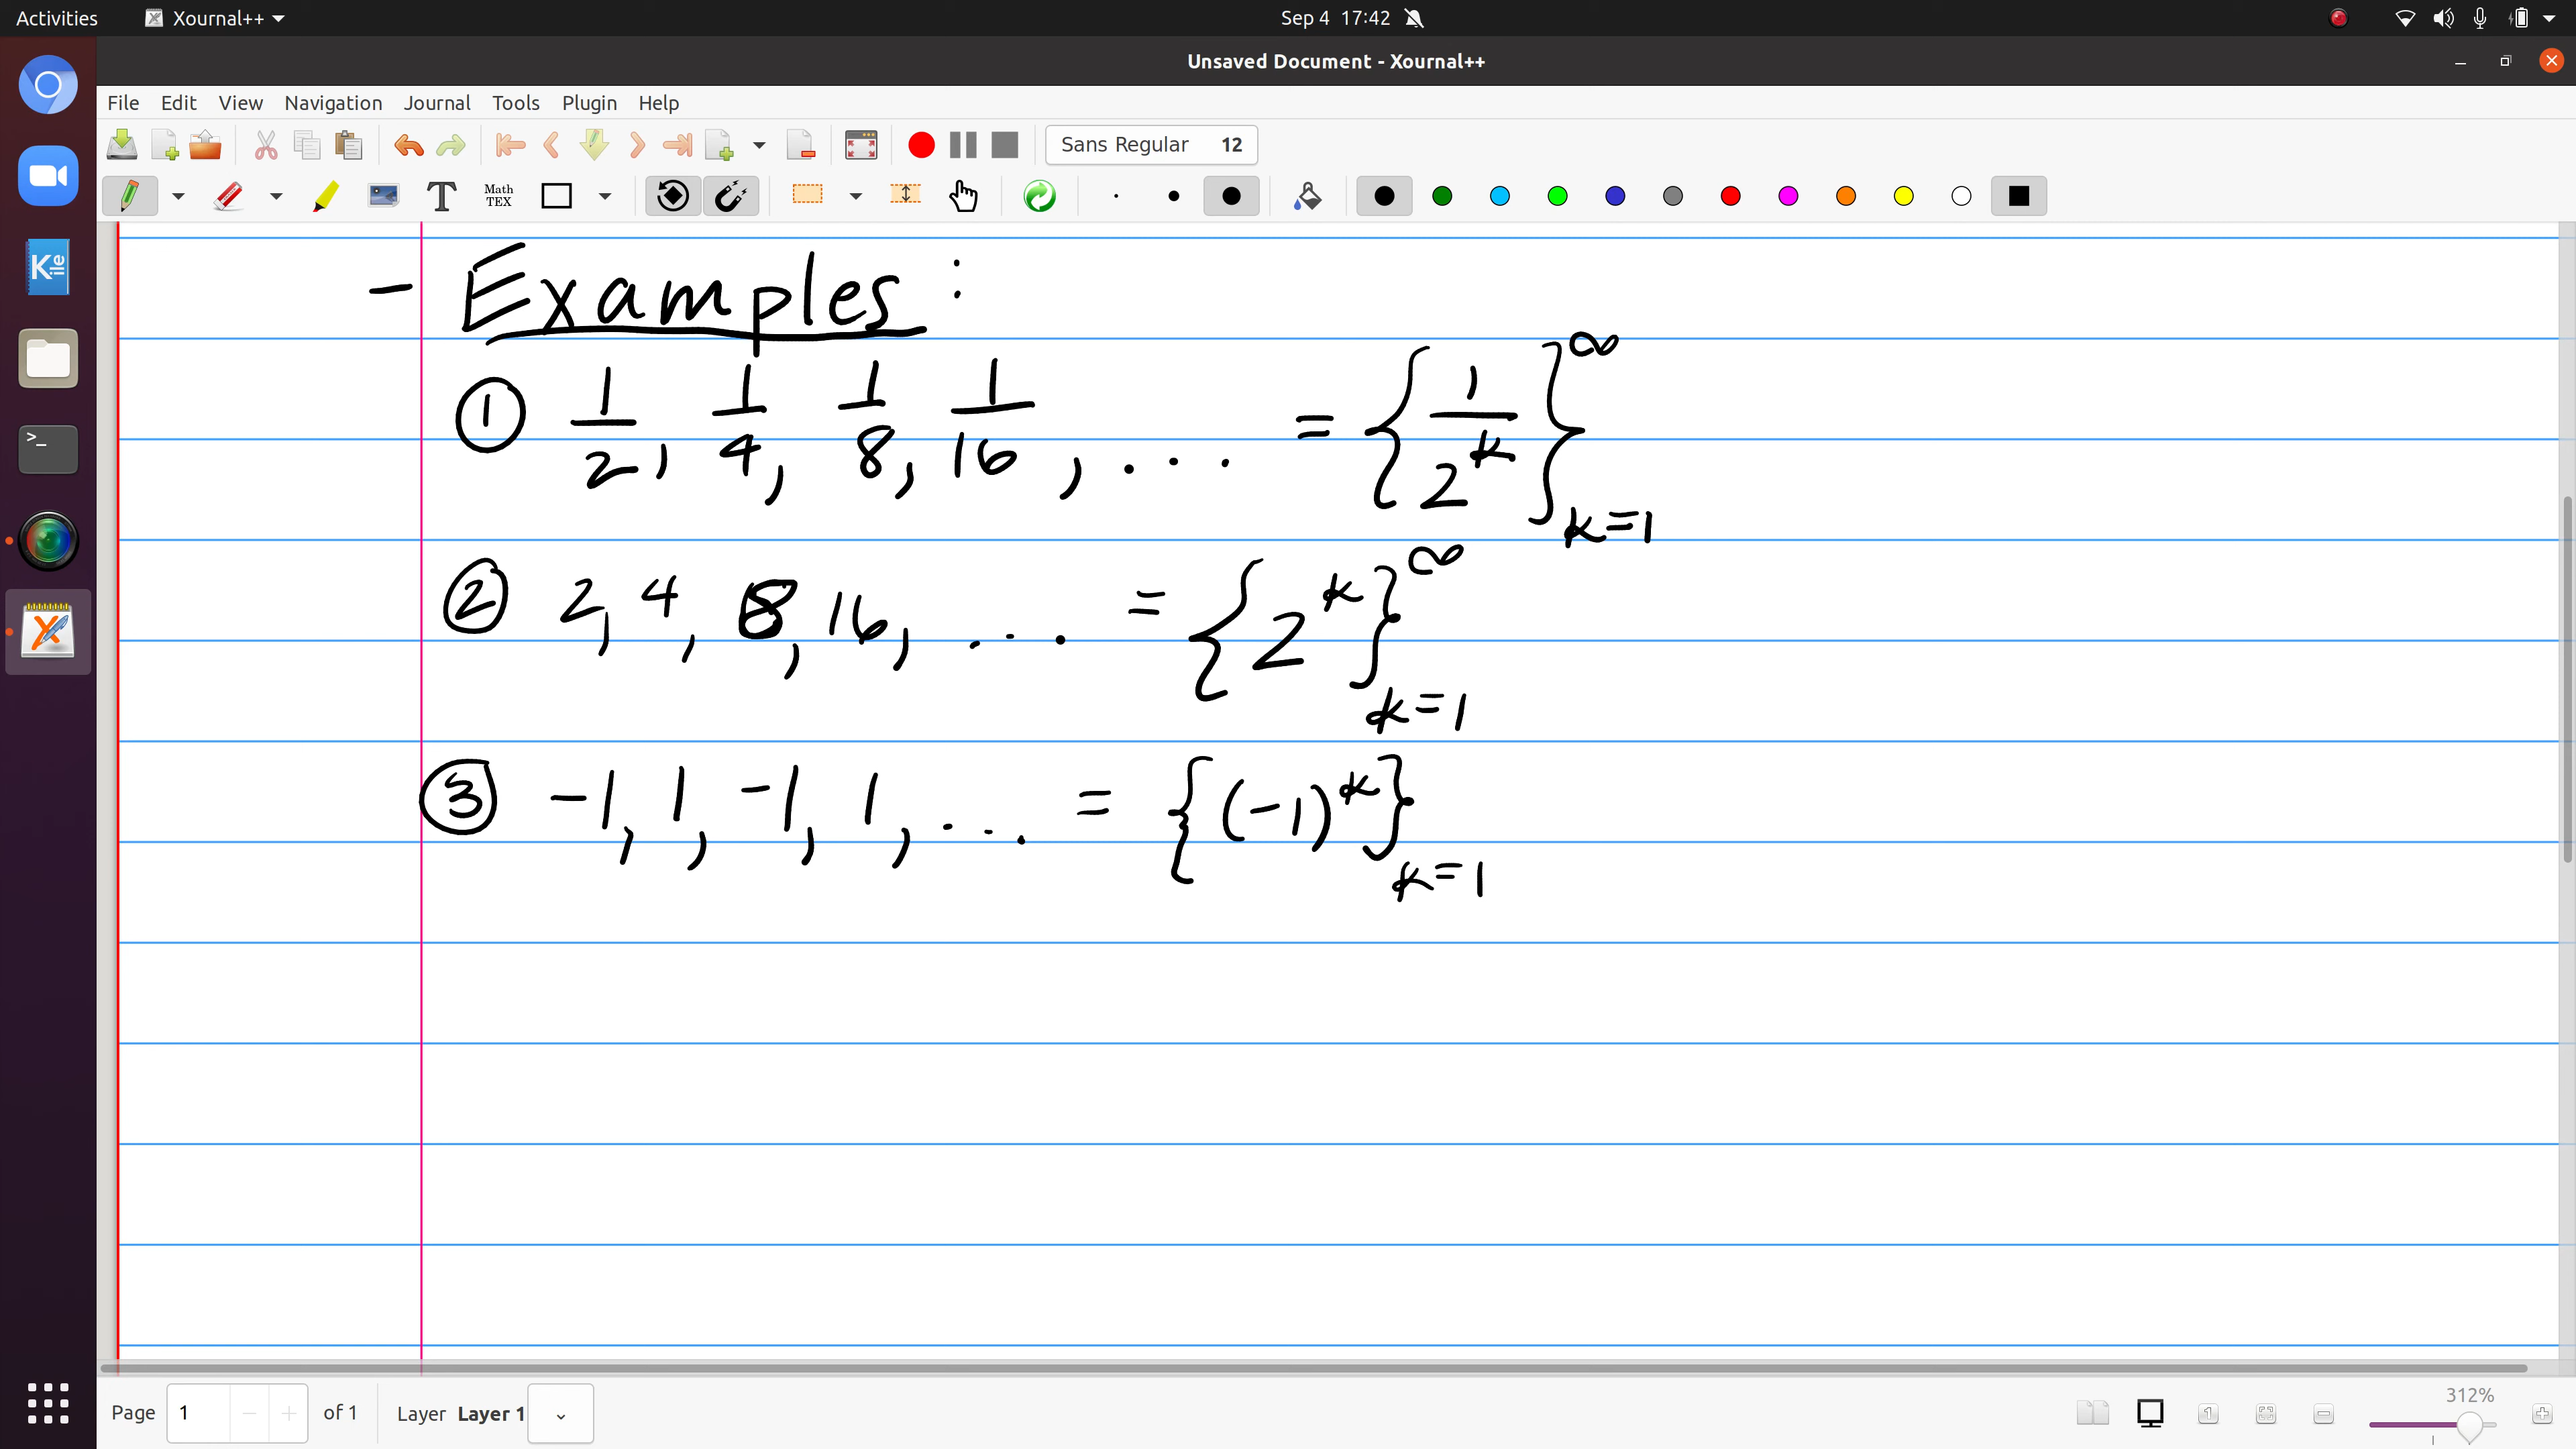 Activities Xournal++ Sep 4 17:42
Unsaved Document - Xournal++
File Edit View Navigation Journal Tools Plugin Help
Sans Regular 12
T Math TEX
Kile
>_
- Examples :
① 1/2, 1/4, 1/8, 1/16, ... = {1/2^k}^∞_{k=1}
② 2, 4, 8, 16, ... = {2^k}^∞_{k=1}
③ -1, 1, -1, 1, ... = {(-1)^k}_{k=1}
Page 1 − + of 1 Layer Layer 1 1 312%